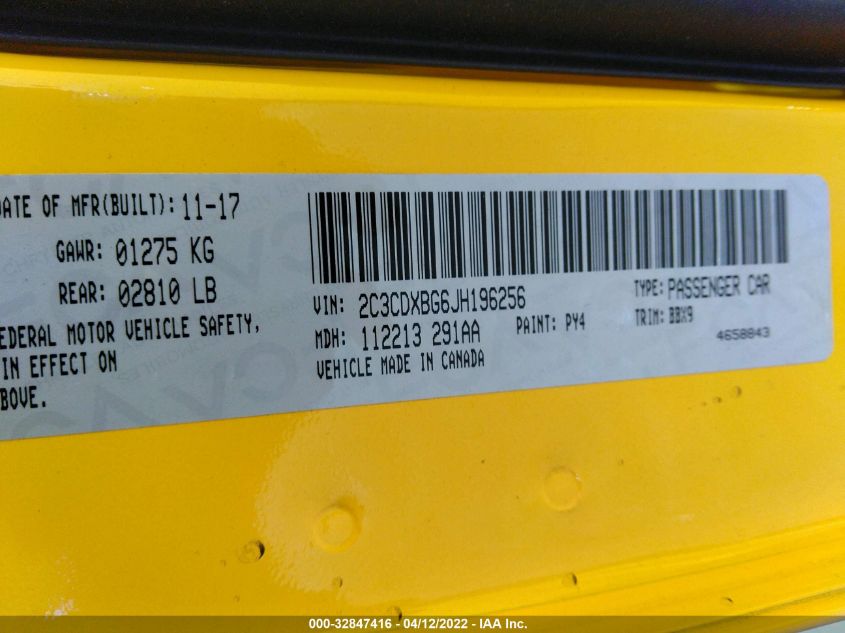 DATE OF MFR(BUILT): 11-17
GAWR: 01275 KG
REAR: 02810 LB
FEDERAL MOTOR VEHICLE SAFETY,
IN EFFECT ON
ABOVE.
VIN: 2C3CDXBG6JH196256
TYPE: PASSENGER CAR
MDH: 112213 291AA
PAINT: PY4
TRIM: BBX9
VEHICLE MADE IN CANADA
4658843
000-32847416 - 04/12/2022 - IAA Inc.